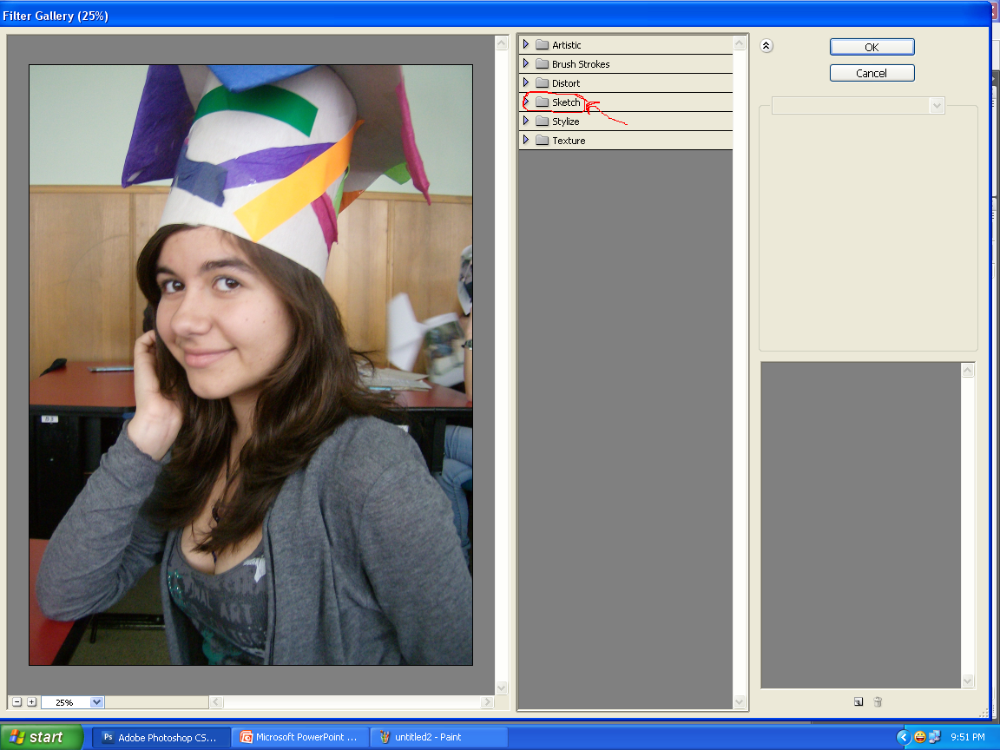 Filter Gallery (25%)
Artistic
Brush Strokes
Distort
Sketch
Stylize
Texture
OK
Cancel
25%
start
Ps
Adobe Photoshop CS...
Microsoft PowerPoint ...
untitled2 - Paint
9:51 PM